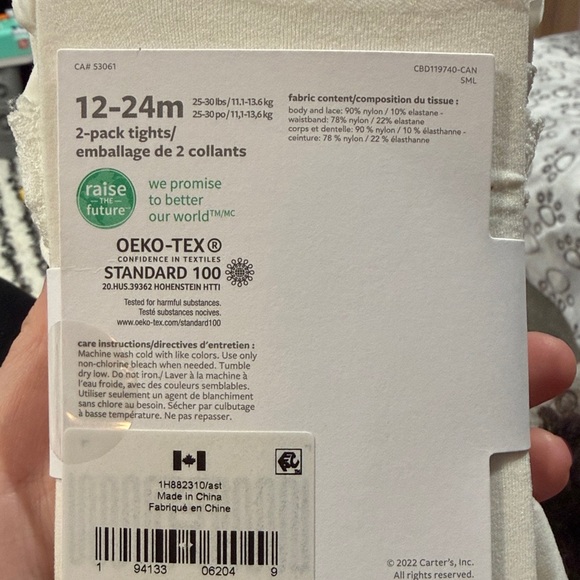 CA# 53061
CBD119740-CAN
SML
12-24m 25-30 lbs / 11.1-13.6 kg
25-30 po / 11,1-13,6 kg
2-pack tights/
emballage de 2 collants
fabric content/composition du tissue :
body and lace: 90% nylon / 10% elastane -
waistband: 78% nylon / 22% elastane
corps et dentelle: 90 % nylon / 10 % élasthanne -
ceinture: 78 % nylon / 22 % élasthanne
raise
THE
future
we promise
to better
our world™/MC
OEKO-TEX®
CONFIDENCE IN TEXTILES
STANDARD 100
20.HUS.39362 HOHENSTEIN HTTI
Tested for harmful substances.
Testé substances nocives.
www.oeko-tex.com/standard100
care instructions/directives d'entretien :
Machine wash cold with like colors. Use only
non-chlorine bleach when needed. Tumble
dry low. Do not iron./ Laver à la machine à
l'eau froide, avec des couleurs semblables.
Utiliser seulement un agent de blanchiment
sans chlore au besoin. Sécher par culbutage
à basse température. Ne pas repasser.
1H882310/ast
Made in China
Fabriqué en Chine
1 94133 06204 9
© 2022 Carter's, Inc.
All rights reserved.